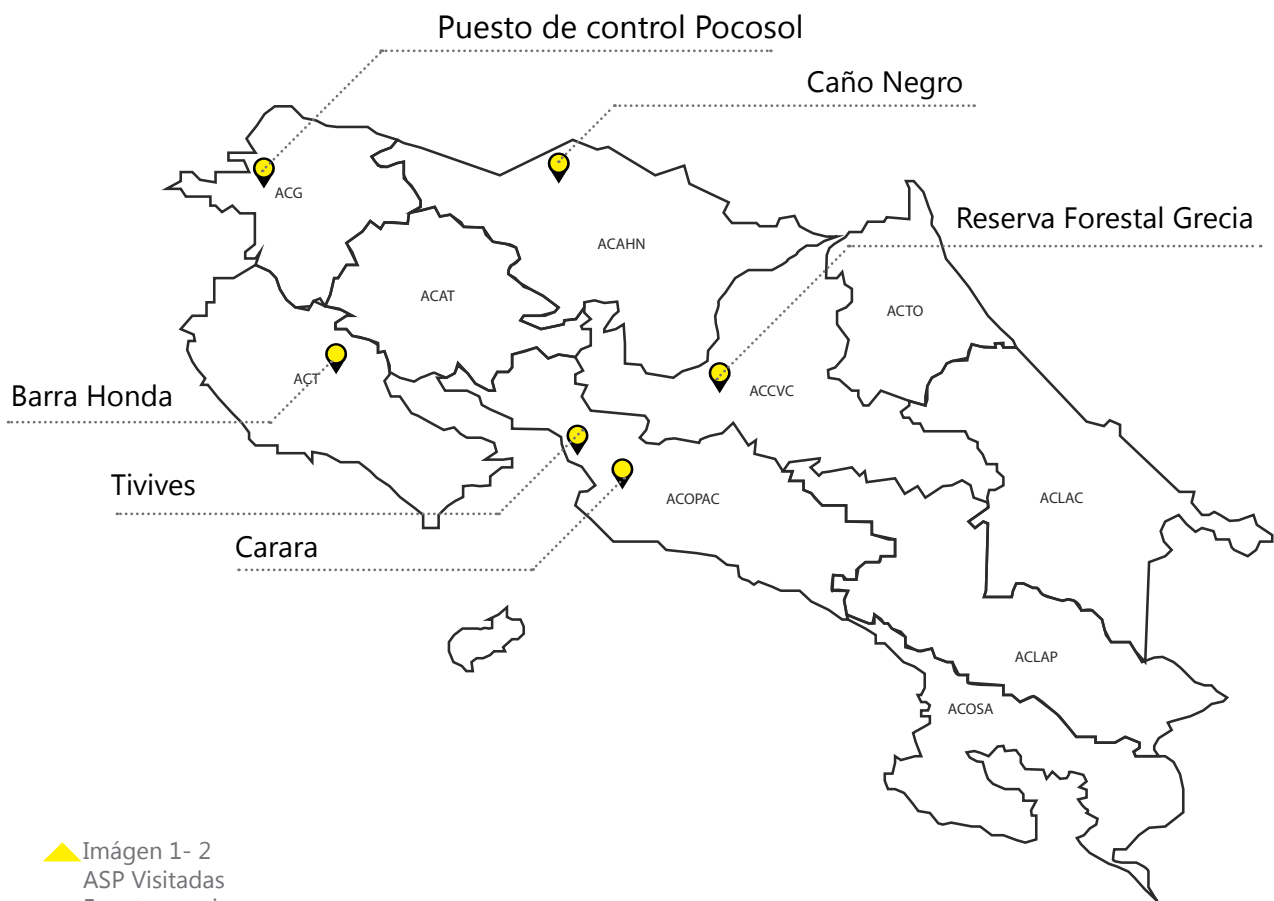 Puesto de control Pocosol
Caño Negro
ACG
Reserva Forestal Grecia
ACAHN
ACAT
ACTO
ACT
Barra Honda
ACCVC
Tivives
ACOPAC
ACLAC
Carara
ACLAP
ACOSA
Imágen 1- 2
ASP Visitadas